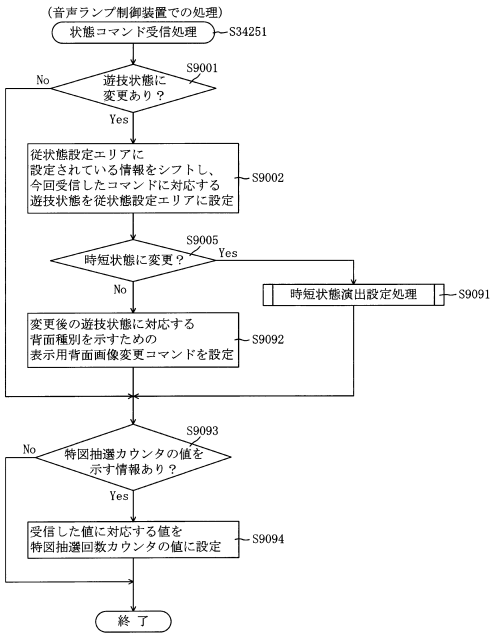 (音声ランプ制御装置での処理)
状態コマンド受信処理
S34251
S9001
No
遊技状態に
変更あり？
Yes
従状態設定エリアに
設定されている情報をシフトし、
今回受信したコマンドに対応する
遊技状態を従状態設定エリアに設定
S9002
S9005
時短状態に変更？
Yes
No
時短状態演出設定処理
S9091
変更後の遊技状態に対応する
背面種別を示すための
表示用背面画像変更コマンドを設定
S9092
S9093
No
特図抽選カウンタの値を
示す情報あり？
Yes
受信した値に対応する値を
特図抽選回数カウンタの値に設定
S9094
終 了